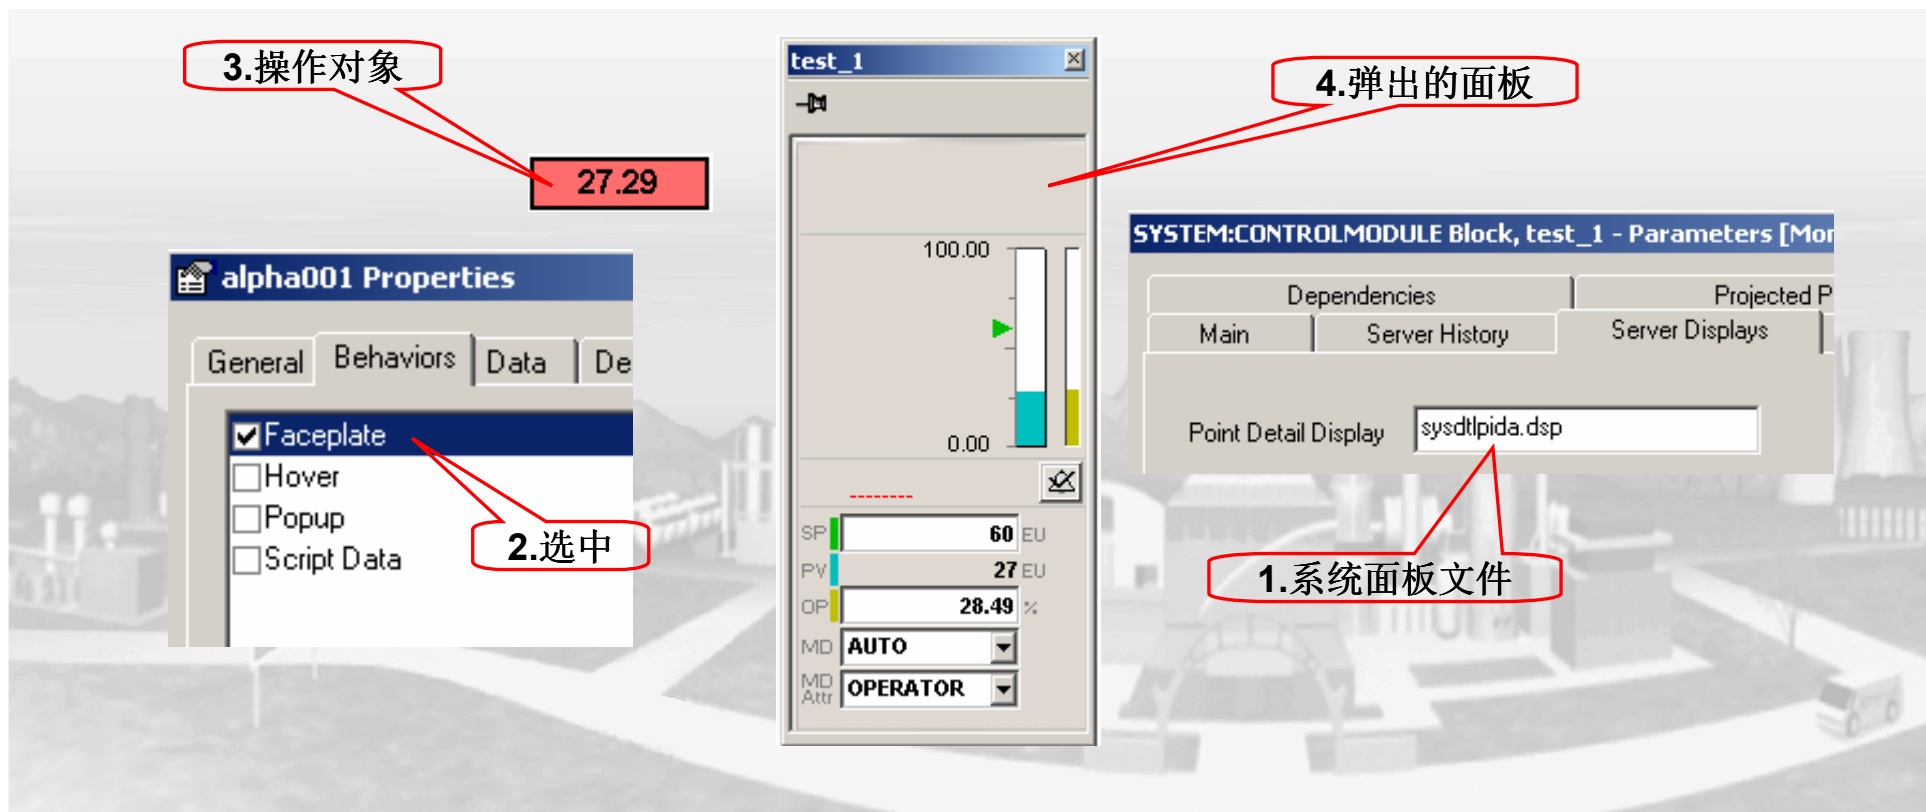 3.操作对象
27.29
alpha001 Properties
General Behaviors Data De
Faceplate
Hover
Popup
Script Data
2.选中
test_1
100.00
0.00
--------
SP 60 EU
PV 27 EU
OP 28.49 %
MD AUTO
MD Attr OPERATOR
4.弹出的面板
SYSTEM:CONTROLMODULE Block, test_1 - Parameters [Mor
Dependencies Projected P
Main Server History Server Displays
Point Detail Display sysdtlpida.dsp
1.系统面板文件